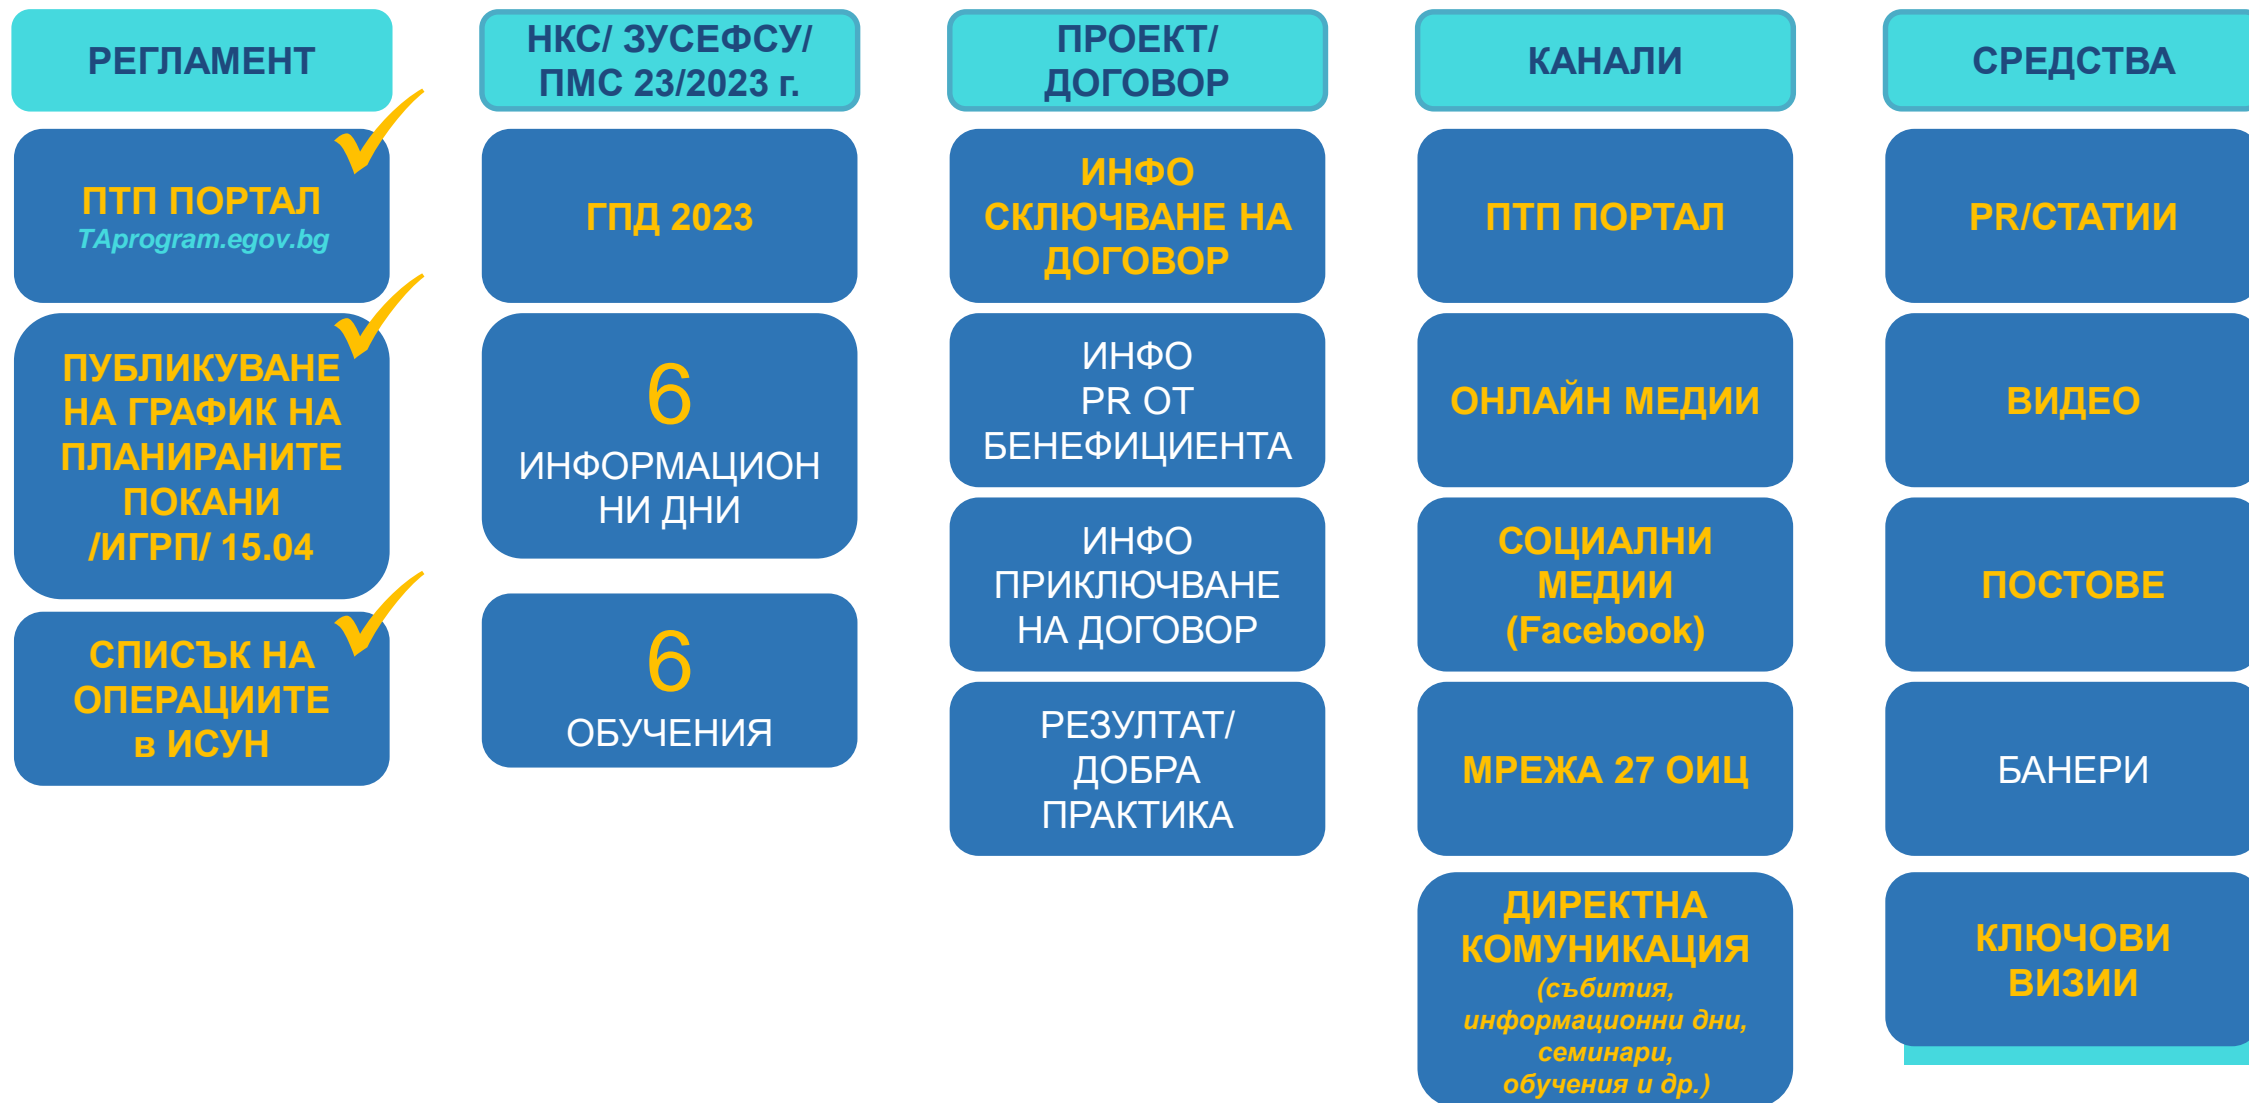 РЕГЛАМЕНТ
ПТП ПОРТАЛ
TAprogram.egov.bg
ПУБЛИКУВАНЕ
НА ГРАФИК НА
ПЛАНИРАНИТЕ
ПОКАНИ
/ИГРП/ 15.04
СПИСЪК НА
ОПЕРАЦИИТЕ
в ИСУН
НКС/ ЗУСЕФСУ/
ПМС 23/2023 г.
ГПД 2023
6
ИНФОРМАЦИОН
НИ ДНИ
6
ОБУЧЕНИЯ
ПРОЕКТ/
ДОГОВОР
ИНФО
СКЛЮЧВАНЕ НА
ДОГОВОР
ИНФО
PR ОТ
БЕНЕФИЦИЕНТА
ИНФО
ПРИКЛЮЧВАНЕ
НА ДОГОВОР
РЕЗУЛТАТ/
ДОБРА
ПРАКТИКА
КАНАЛИ
ПТП ПОРТАЛ
ОНЛАЙН МЕДИИ
СОЦИАЛНИ
МЕДИИ
(Facebook)
МРЕЖА 27 ОИЦ
ДИРЕКТНА
КОМУНИКАЦИЯ
(събития,
информационни дни,
семинари,
обучения и др.)
СРЕДСТВА
PR/СТАТИИ
ВИДЕО
ПОСТОВЕ
БАНЕРИ
КЛЮЧОВИ
ВИЗИИ